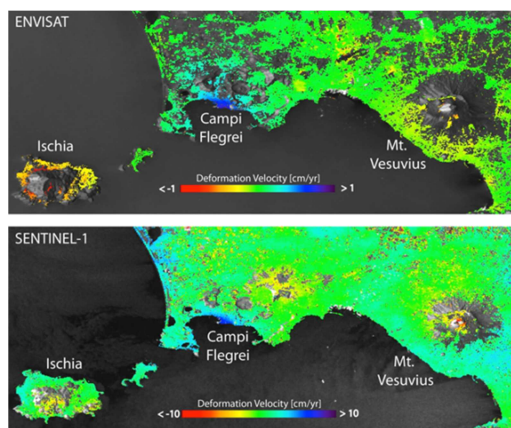 ENVISAT
Campi
Flegrei
Ischia
Mt.
Vesuvius
Deformation Velocity [cm/yr]
< -1 > 1
SENTINEL-1
Campi
Flegrei
Ischia
Mt.
Vesuvius
Deformation Velocity [cm/yr]
< -10 > 10